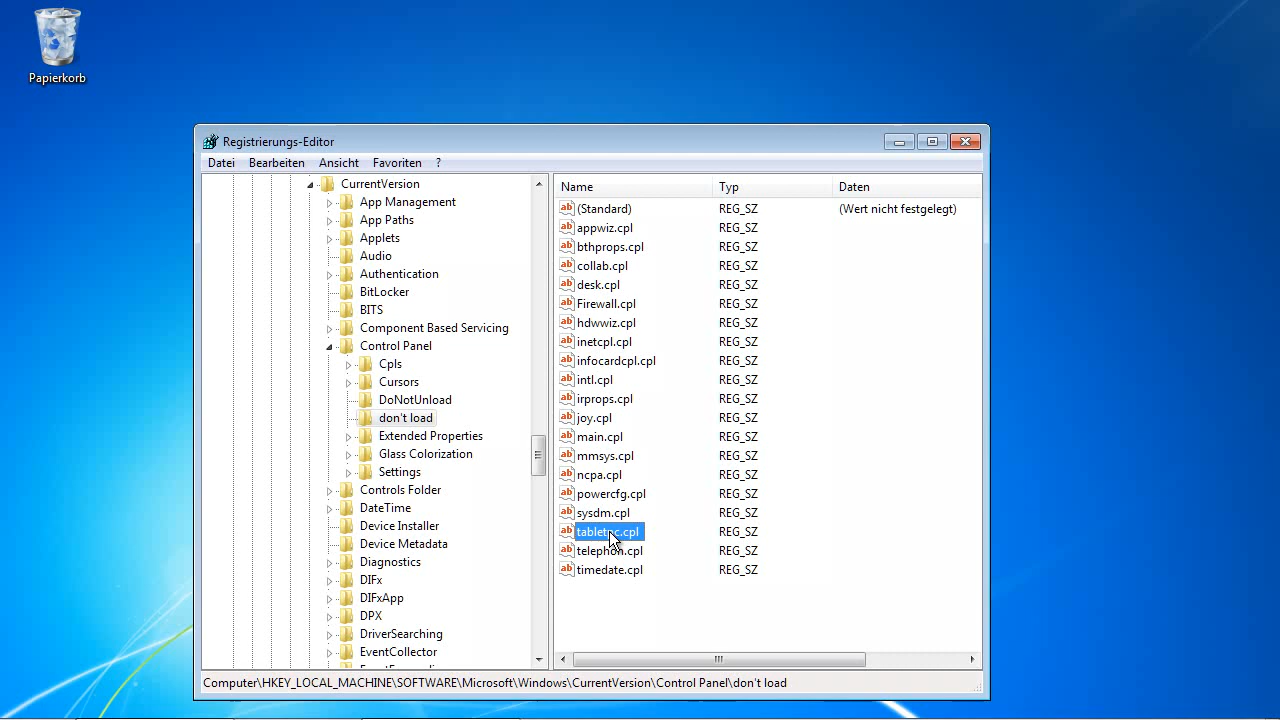 Papierkorb
Registrierungs-Editor
Datei Bearbeiten Ansicht Favoriten ?
CurrentVersion
App Management
App Paths
Applets
Audio
Authentication
BitLocker
BITS
Component Based Servicing
Control Panel
Cpls
Cursors
DoNotUnload
don't load
Extended Properties
Glass Colorization
Settings
Controls Folder
DateTime
Device Installer
Device Metadata
Diagnostics
DIFx
DIFxApp
DPX
DriverSearching
EventCollector
Name Typ Daten
(Standard) REG_SZ (Wert nicht festgelegt)
appwiz.cpl REG_SZ
bthprops.cpl REG_SZ
collab.cpl REG_SZ
desk.cpl REG_SZ
Firewall.cpl REG_SZ
hdwwiz.cpl REG_SZ
inetcpl.cpl REG_SZ
infocardcpl.cpl REG_SZ
intl.cpl REG_SZ
irprops.cpl REG_SZ
joy.cpl REG_SZ
main.cpl REG_SZ
mmsys.cpl REG_SZ
ncpa.cpl REG_SZ
powercfg.cpl REG_SZ
sysdm.cpl REG_SZ
tabletpc.cpl REG_SZ
telephon.cpl REG_SZ
timedate.cpl REG_SZ
Computer\HKEY_LOCAL_MACHINE\SOFTWARE\Microsoft\Windows\CurrentVersion\Control Panel\don't load